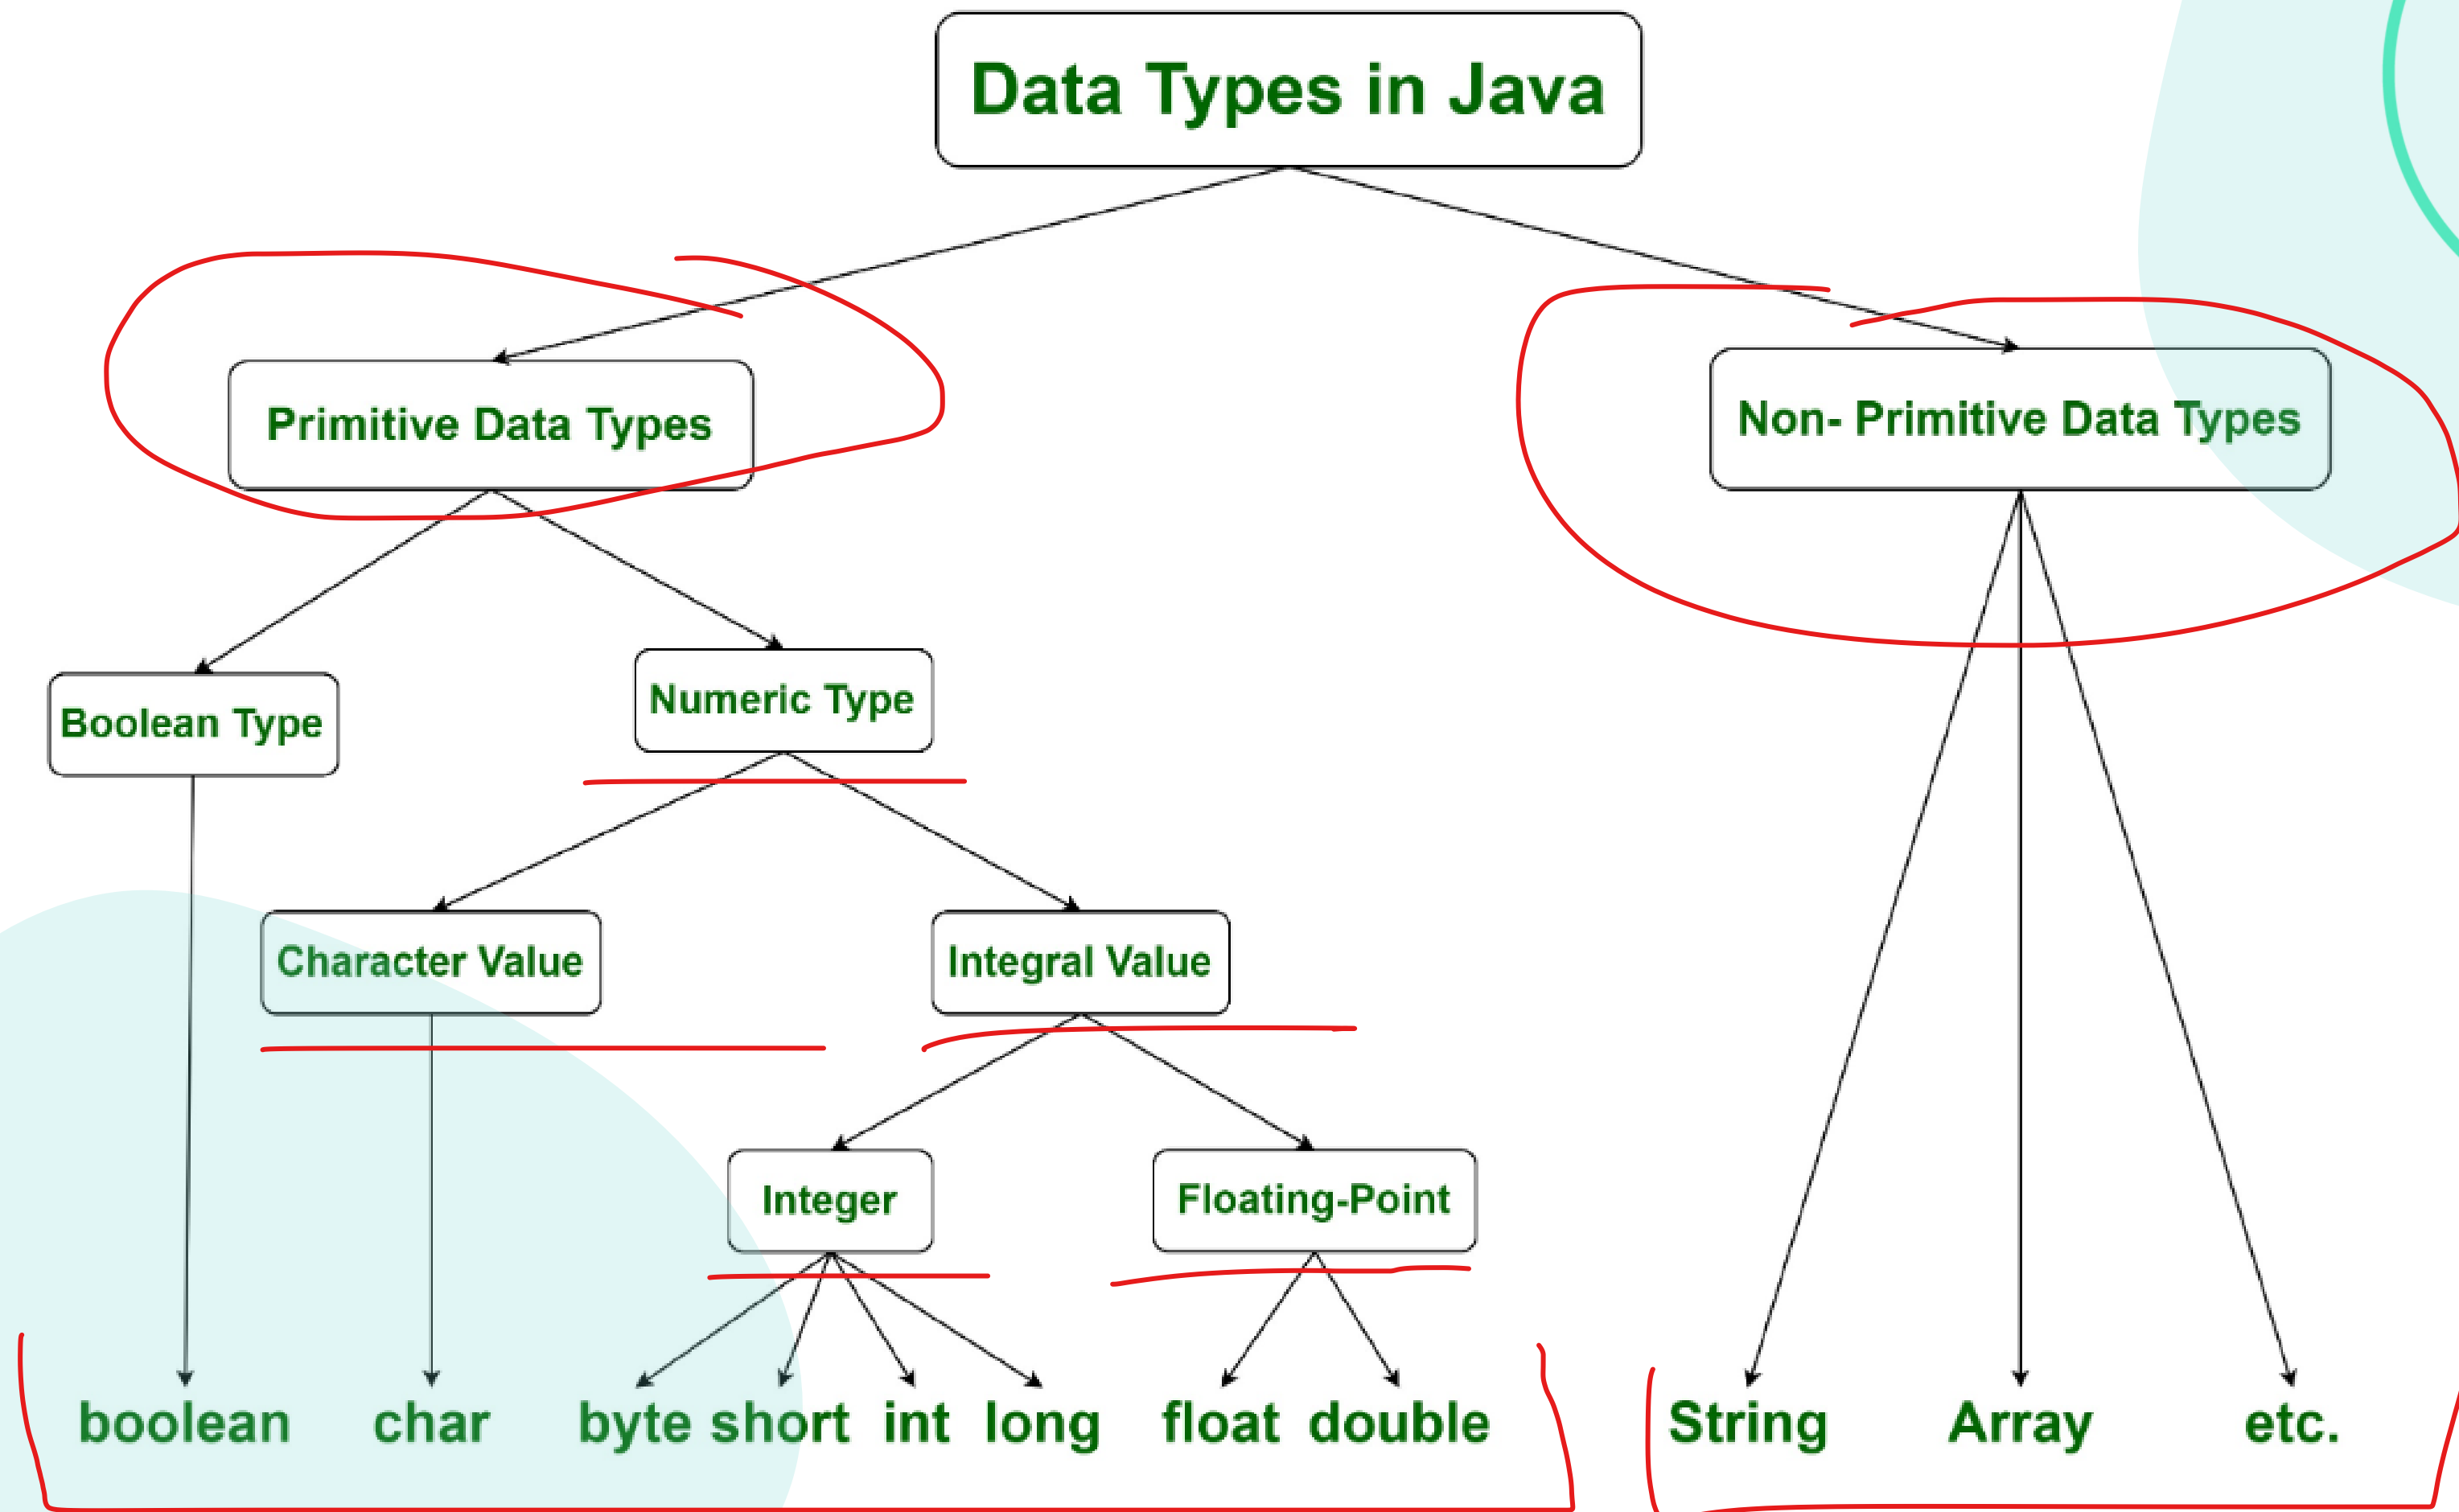 Data Types in Java
Primitive Data Types
Non- Primitive Data Types
Boolean Type
Numeric Type
Character Value
Integral Value
Integer
Floating-Point
boolean char byte short int long float double String Array etc.